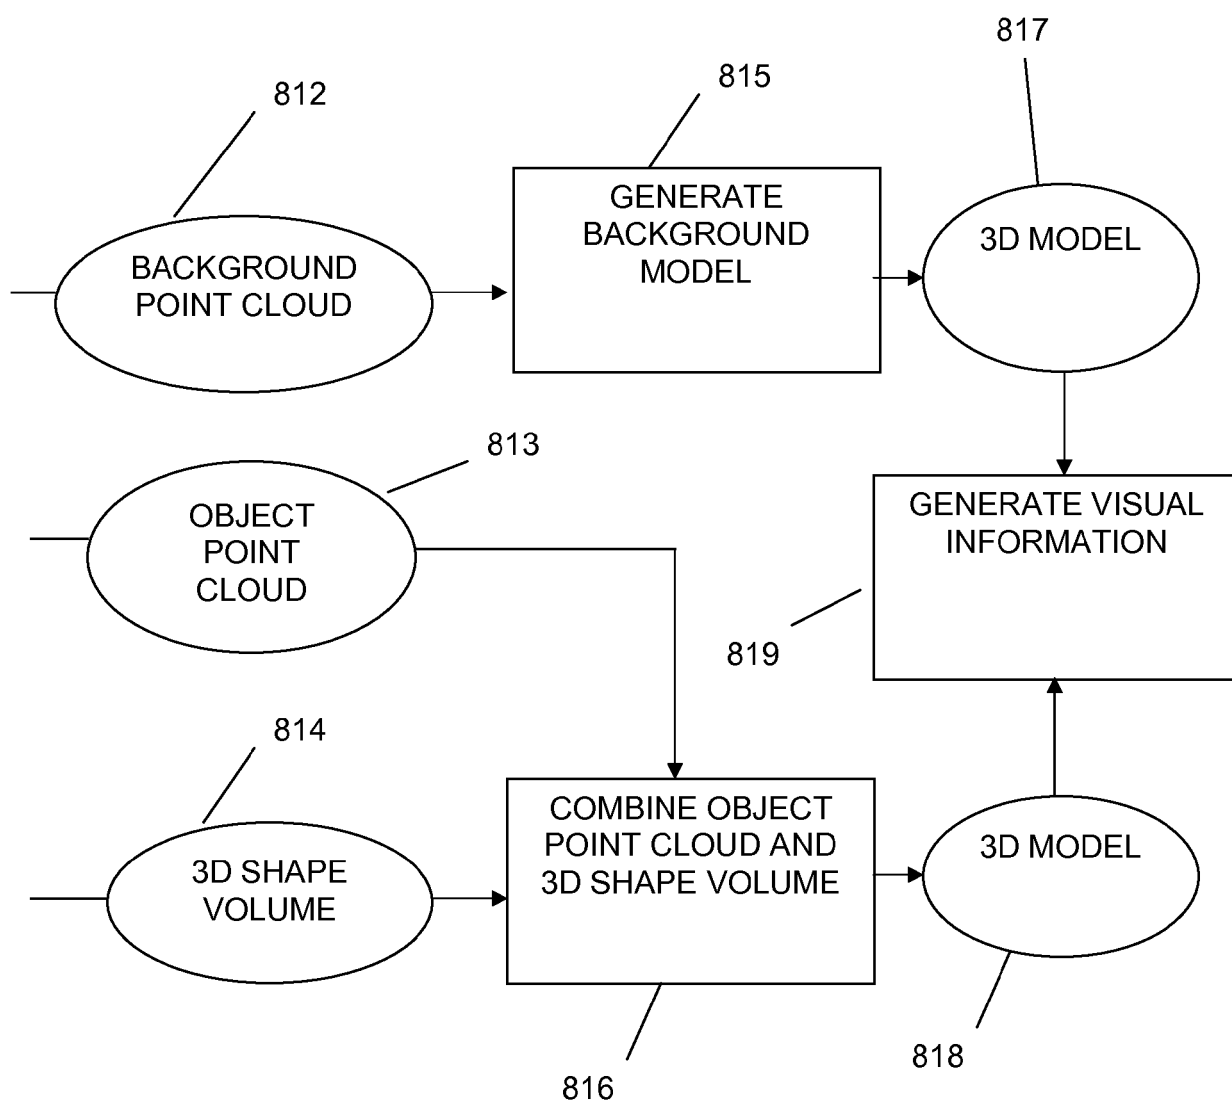 817
812
815
BACKGROUND
POINT CLOUD
GENERATE
BACKGROUND
MODEL
3D MODEL
813
OBJECT
POINT
CLOUD
GENERATE VISUAL
INFORMATION
819
814
3D SHAPE
VOLUME
COMBINE OBJECT
POINT CLOUD AND
3D SHAPE VOLUME
3D MODEL
816
818